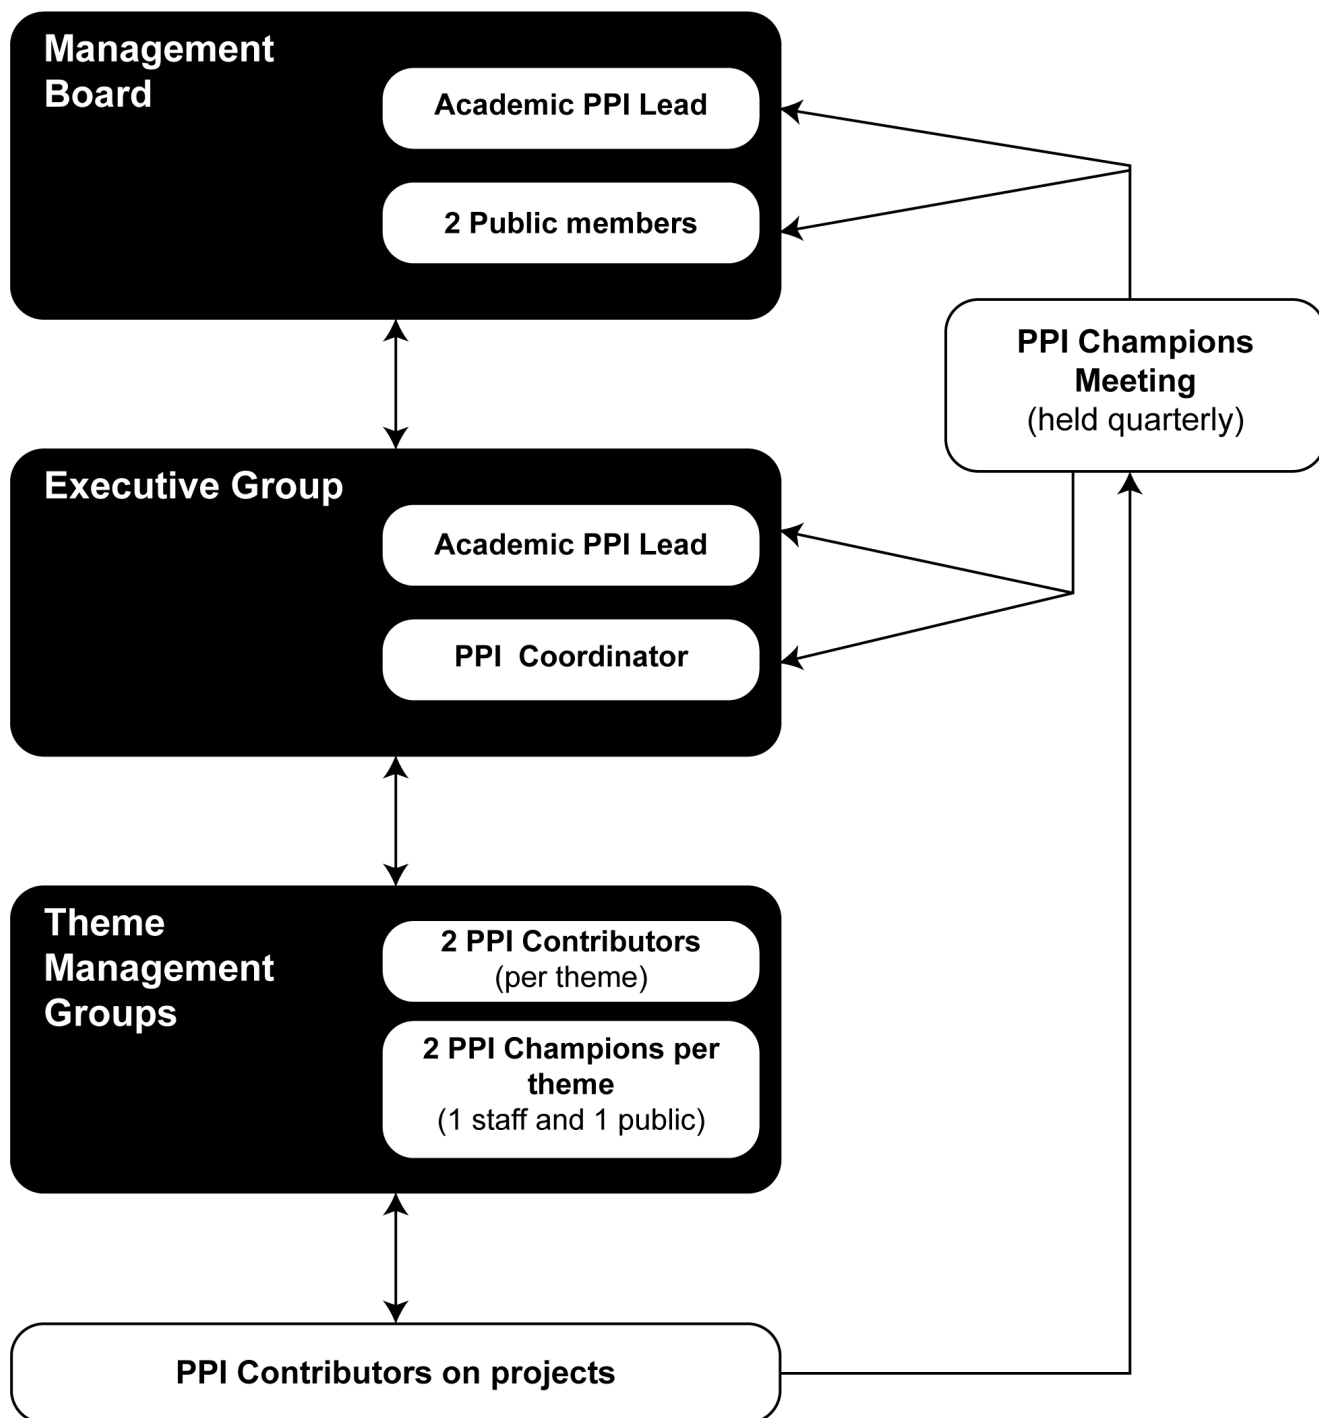 Management
Board
Academic PPI Lead
2 Public members
PPI Champions
Meeting
(held quarterly)
Executive Group
Academic PPI Lead
PPI  Coordinator
Theme
Management
Groups
2 PPI Contributors
(per theme)
2 PPI Champions per
theme
(1 staff and 1 public)
PPI Contributors on projects